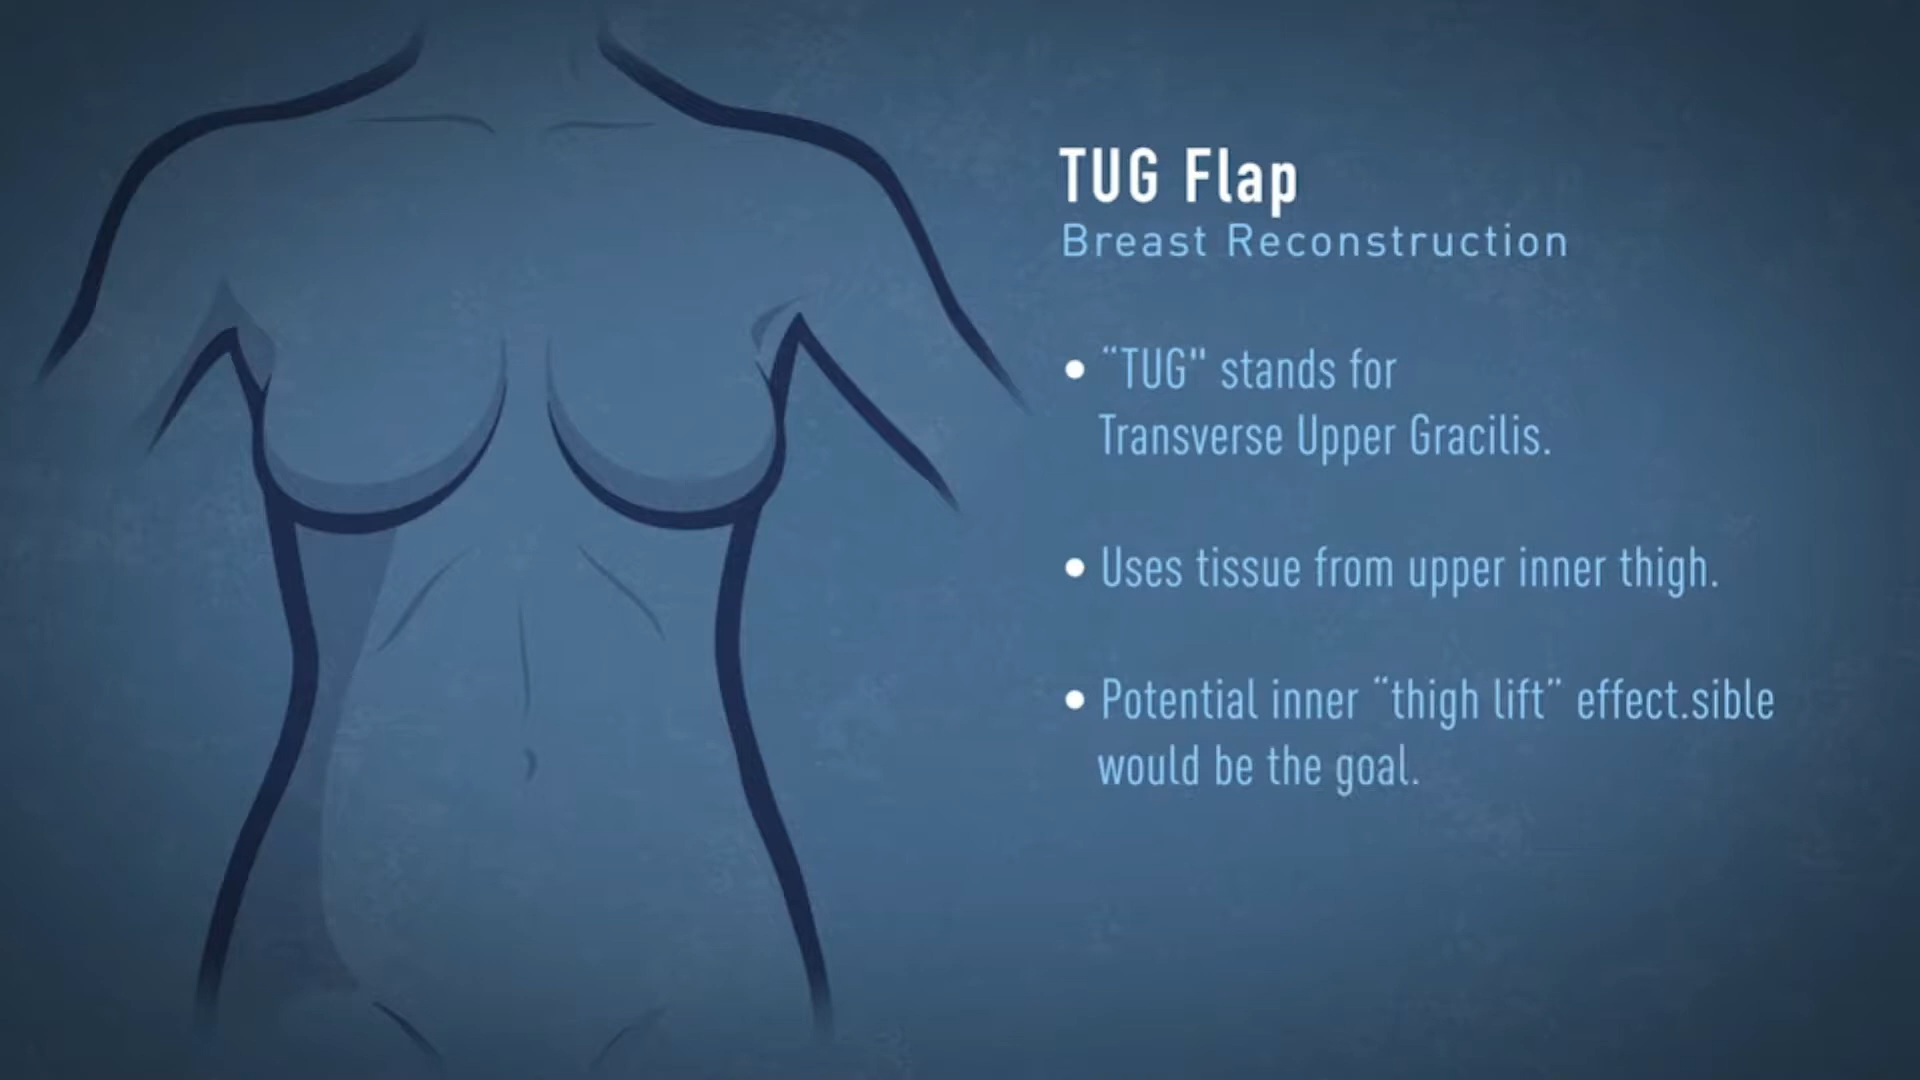 TUG Flap
Breast Reconstruction
• “TUG" stands for
Transverse Upper Gracilis.
• Uses tissue from upper inner thigh.
• Potential inner “thigh lift” effect.sible
would be the goal.